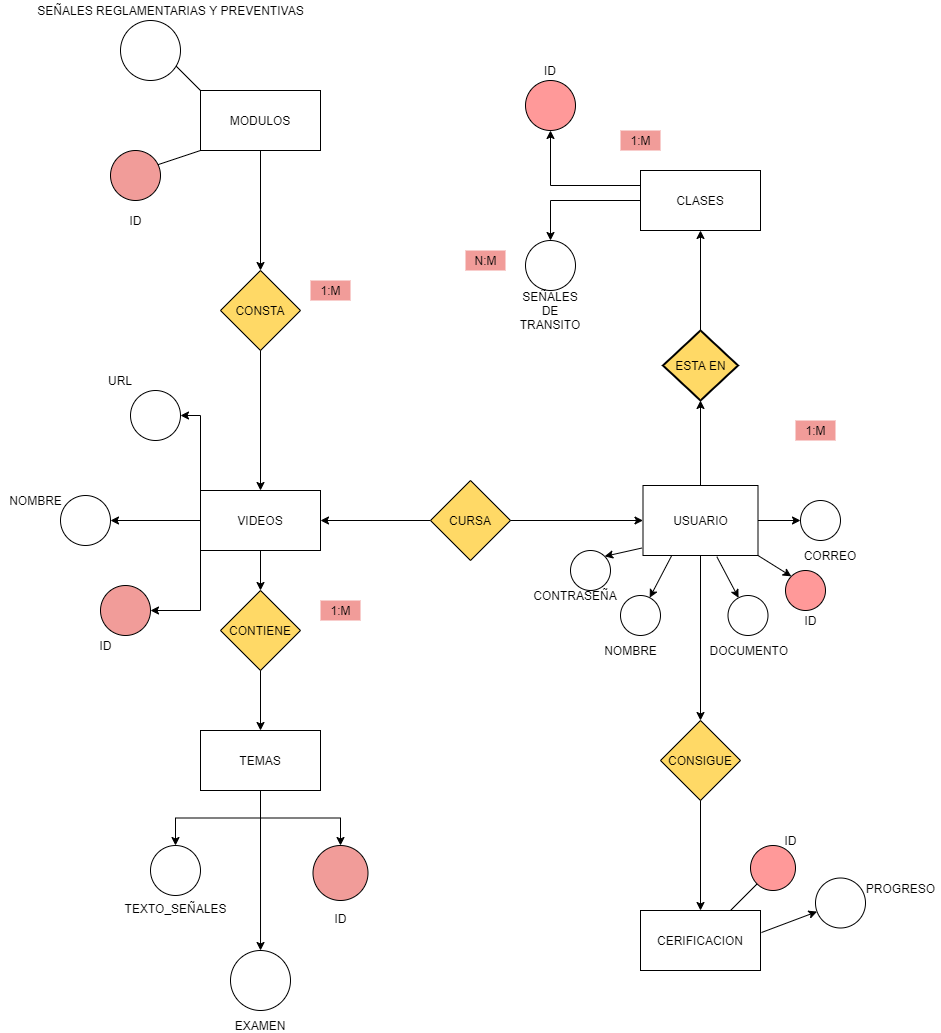 SEÑALES REGLAMENTARIAS Y PREVENTIVAS
MODULOS
ID
CONSTA
1:M
URL
NOMBRE
VIDEOS
ID
CONTIENE
1:M
TEMAS
TEXTO_SEÑALES
ID
EXAMEN
CURSA
ID
1:M
CLASES
N:M
SEÑALES
DE
TRANSITO
ESTA EN
1:M
USUARIO
CORREO
CONTRASEÑA
ID
NOMBRE
DOCUMENTO
CONSIGUE
ID
PROGRESO
CERIFICACION